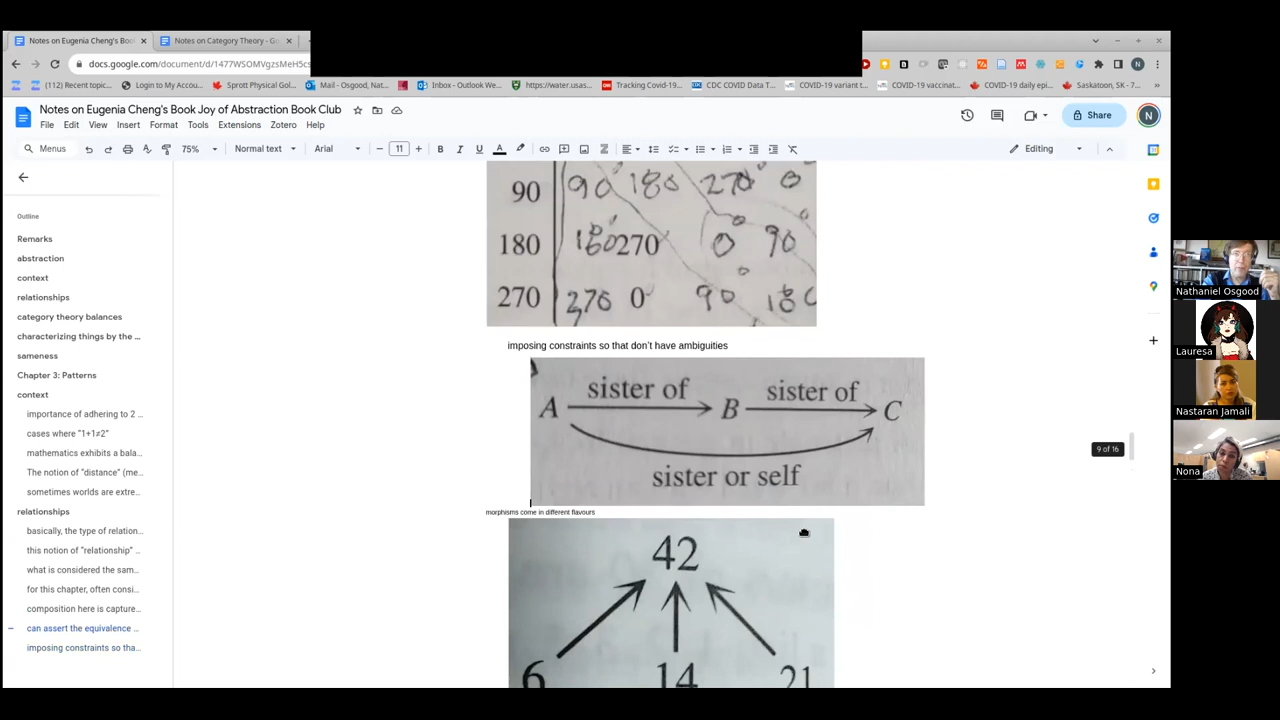 Notes on Eugenia Cheng's Boo
Notes on Category Theory - Go
docs.google.com/document/d/1477WSOMVgzsMeH5cs
(112) Recent topic...
Login to My Accou...
Sprott Physical Gol...
Mail - Osgood, Nat...
Inbox - Outlook We...
https://water.usas...
Tracking Covid-19...
CDC COVID Data T...
COVID-19 variant t...
COVID-19 vaccinat...
COVID-19 daily epi...
Saskatoon, SK - 7...
Notes on Eugenia Cheng's Book Joy of Abstraction Book Club
File Edit View Insert Format Tools Extensions Zotero Help
Share
Menus 75% Normal text Arial 11 B I U A Editing
Outline
Remarks
abstraction
context
relationships
category theory balances
characterizing things by the ...
sameness
Chapter 3: Patterns
context
importance of adhering to 2 ...
cases where "1+1≠2"
mathematics exhibits a bala...
The notion of "distance" (me...
sometimes worlds are extre...
relationships
basically, the type of relation...
this notion of "relationship" ...
what is considered the sam...
for this chapter, often consi...
composition here is capture...
can assert the equivalence ...
imposing constraints so tha...
90 90° 180 270° 0°
180 180° 270 0° 90°
270 270 0° 90° 180
imposing constraints so that don't have ambiguities
sister of sister of
A B C
sister or self
morphisms come in different flavours
42
6 14 21
9 of 16
Nathaniel Osgood
Lauresa
Nastaran Jamali
Nona